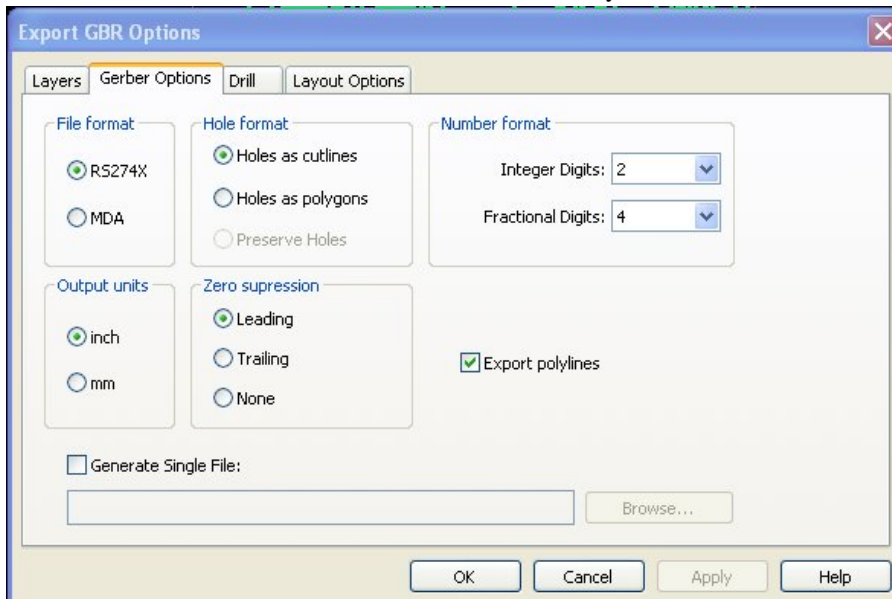 Export GBR Options
Layers Gerber Options Drill Layout Options
File format
RS274X
MDA
Hole format
Holes as cutlines
Holes as polygons
Preserve Holes
Number format
Integer Digits: 2
Fractional Digits: 4
Output units
inch
mm
Zero supression
Leading
Trailing
None
Export polylines
Generate Single File:
Browse...
OK Cancel Apply Help